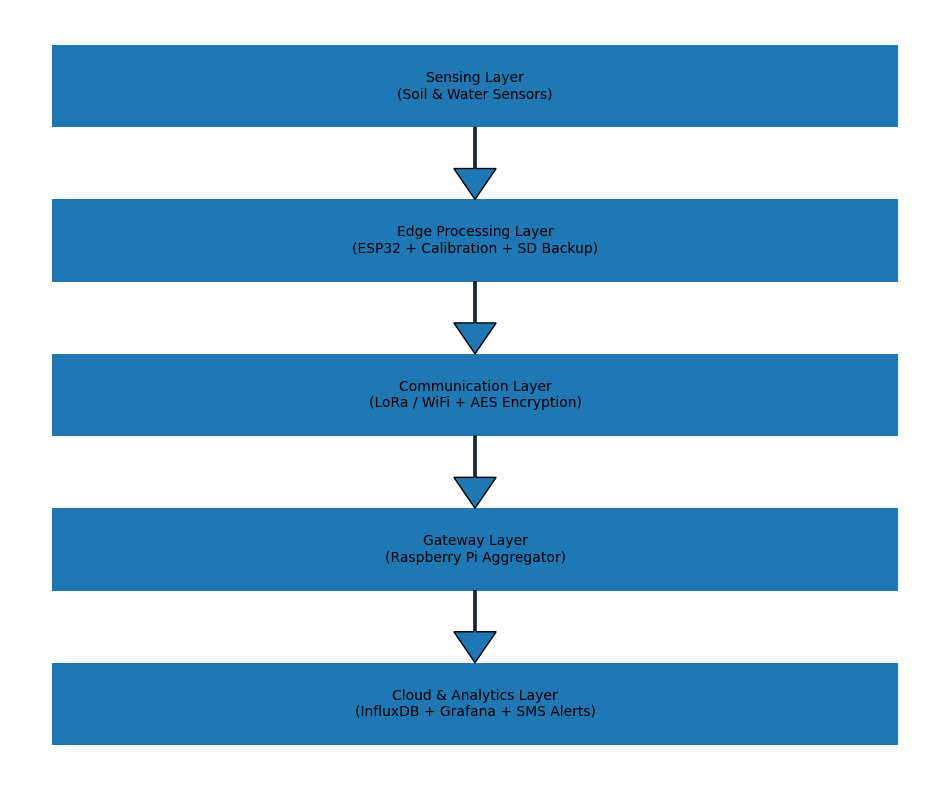 Sensing Layer
(Soil & Water Sensors)
Edge Processing Layer
(ESP32 + Calibration + SD Backup)
Communication Layer
(LoRa / WiFi + AES Encryption)
Gateway Layer
(Raspberry Pi Aggregator)
Cloud & Analytics Layer
(InfluxDB + Grafana + SMS Alerts)